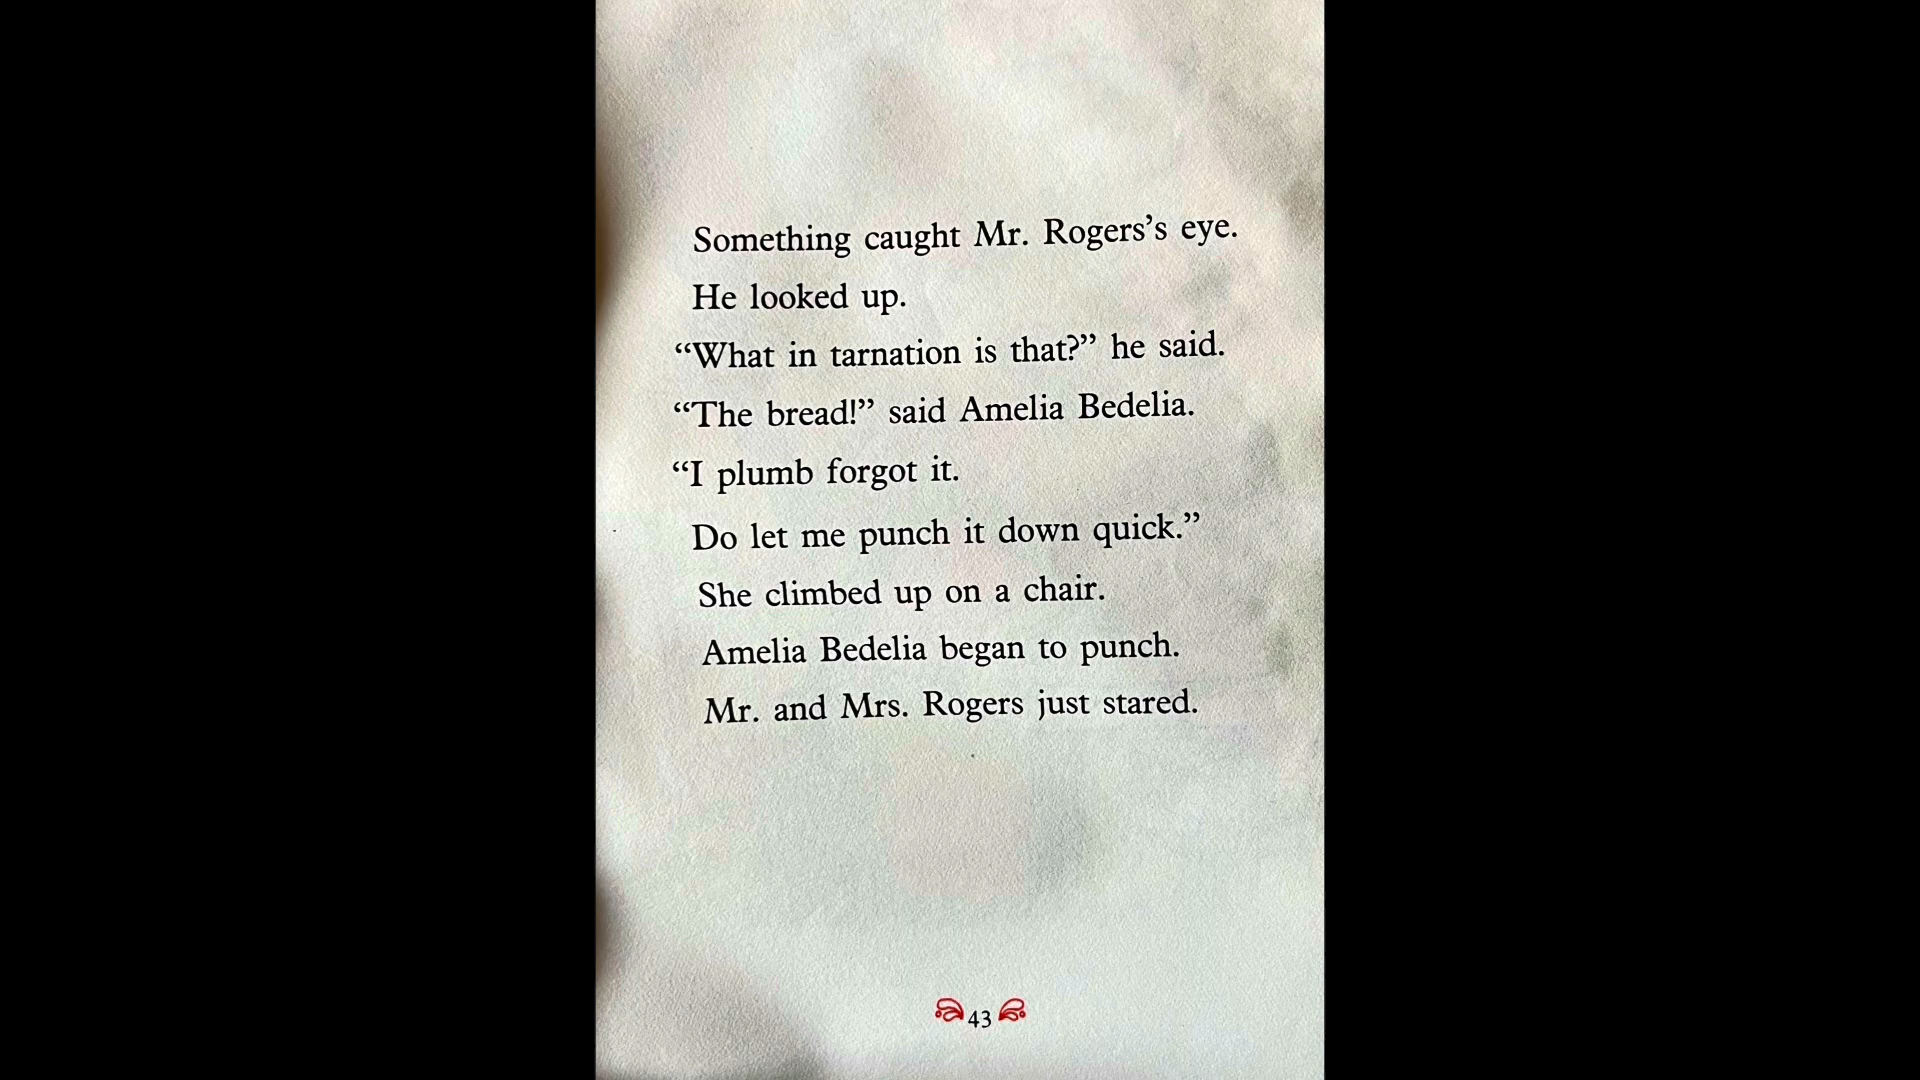 Something caught Mr. Rogers’s eye.
He looked up.
“What in tarnation is that?” he said.
“The bread!” said Amelia Bedelia.
“I plumb forgot it.
Do let me punch it down quick.”
She climbed up on a chair.
Amelia Bedelia began to punch.
Mr. and Mrs. Rogers just stared.
43